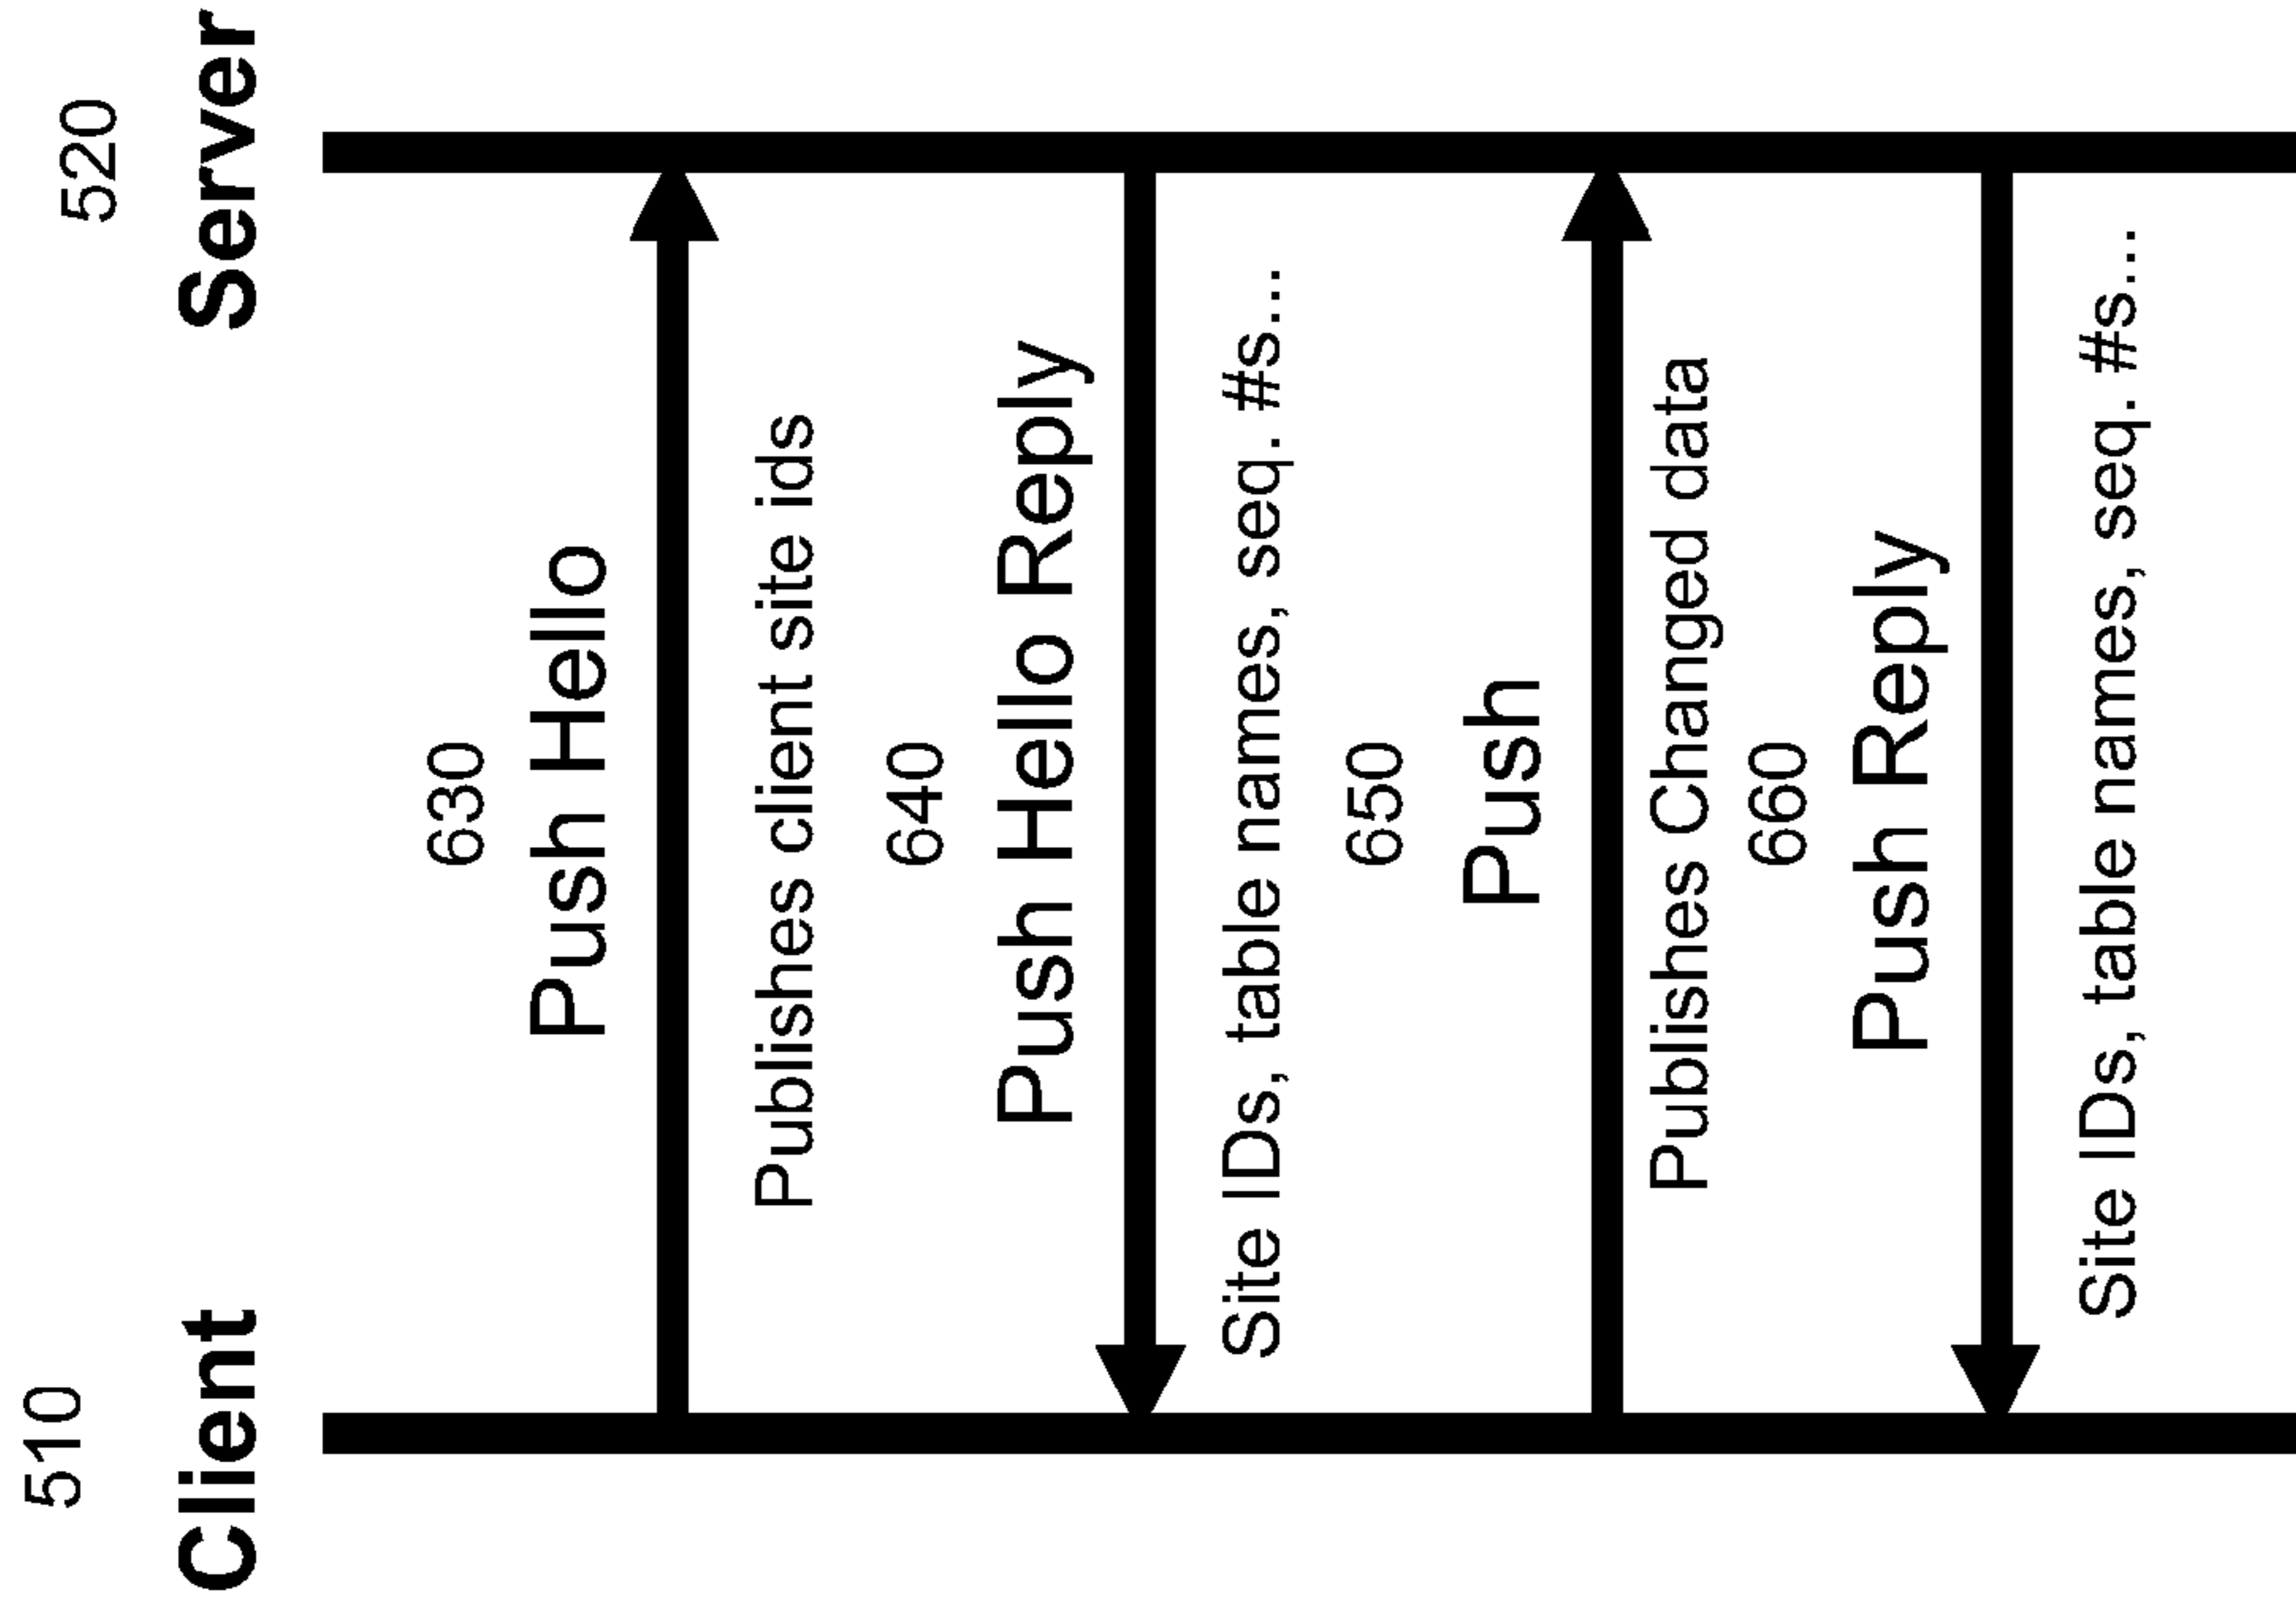 510
520
Client
Server
630
Push Hello
Publishes client site ids
640
Push Hello Reply
Site IDs, table names, seq. #s...
650
Push
Publishes Changed data
660
Push Reply
Site IDs, table names, seq. #s...